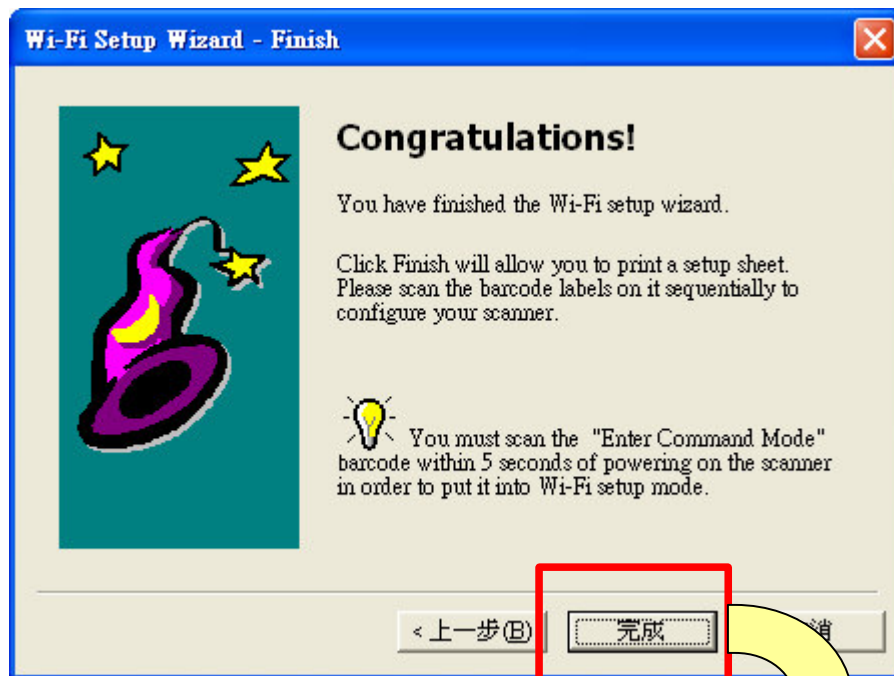 Wi-Fi Setup Wizard - Finish
Congratulations!
You have finished the Wi-Fi setup wizard.
Click Finish will allow you to print a setup sheet.
Please scan the barcode labels on it sequentially to
configure your scanner.
You must scan the "Enter Command Mode"
barcode within 5 seconds of powering on the scanner
in order to put it into Wi-Fi setup mode.
<上一步(B) 完成